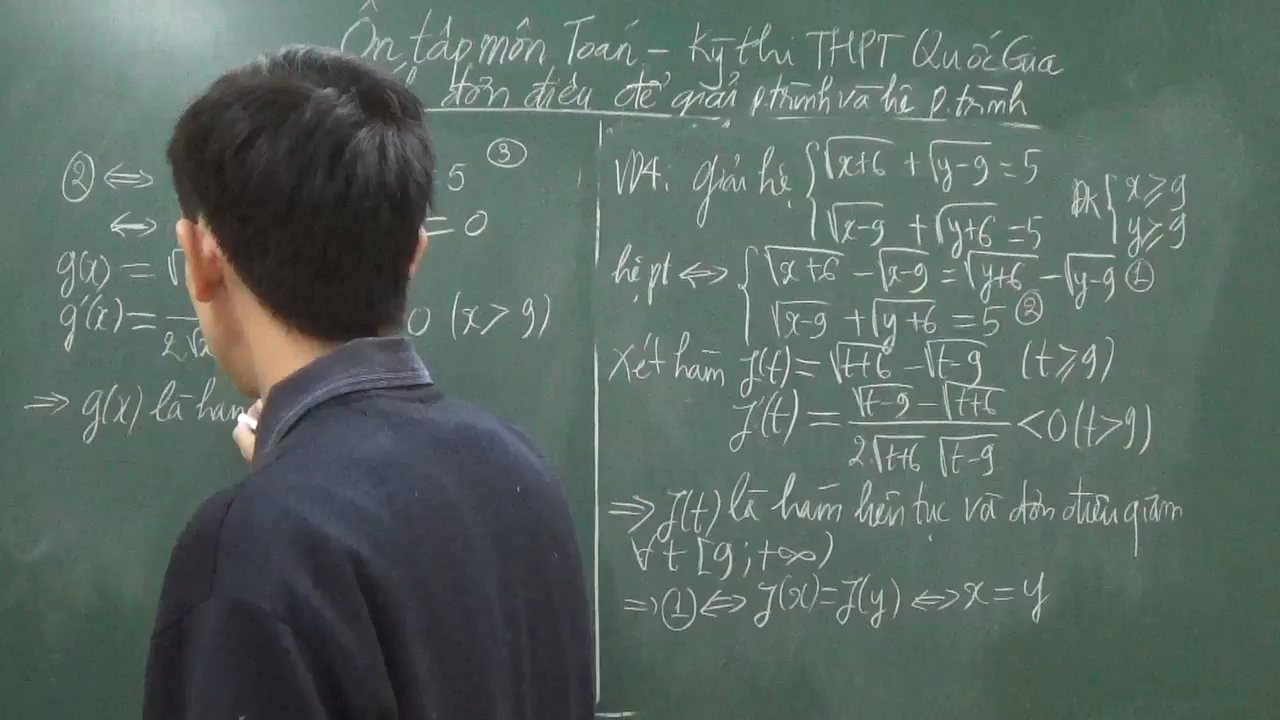 Ôn tập môn Toán – Kỳ thi THPT Quốc Gia
đơn điệu để giải p.trình và hệ p.trình
② ⇔ 5 ③
⇔ = 0
g(x) = √
g'(x) = 0 (x > 9)
2√x
⇒ g(x) là hàm
VD4: Giải hệ { √x+6 + √y-9 = 5
√x-9 + √y+6 = 5
ĐK { x ≥ 9
y ≥ 9
hệ pt ⇔ { √x+6 - √x-9 = √y+6 - √y-9 ①
√x-9 + √y+6 = 5 ②
Xét hàm f(t) = √t+6 - √t-9 (t ≥ 9)
f'(t) = √t-9 - √t+6 / 2.√t+6 √t-9 < 0 (t > 9)
⇒ f(t) là hàm liên tục và đơn điệu giảm
∀ t [9; +∞)
⇒ ① ⇔ f(x) = f(y) ⇔ x = y